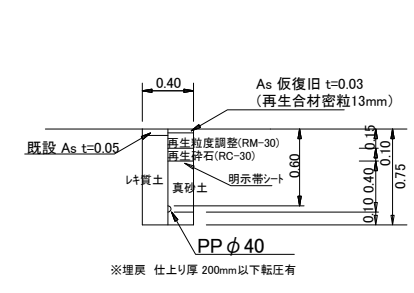 0.40
As 仮復旧 t=0.03
(再生合材密粒13mm)
既設 As t=0.05
再生粒度調整(RM-30)
再生砕石(RC-30)
レキ質土
真砂土
明示帯シート
0.60
0.15
0.10
0.40
0.10
0.75
PPφ40
※埋戻 仕上り厚 200mm以下転圧有